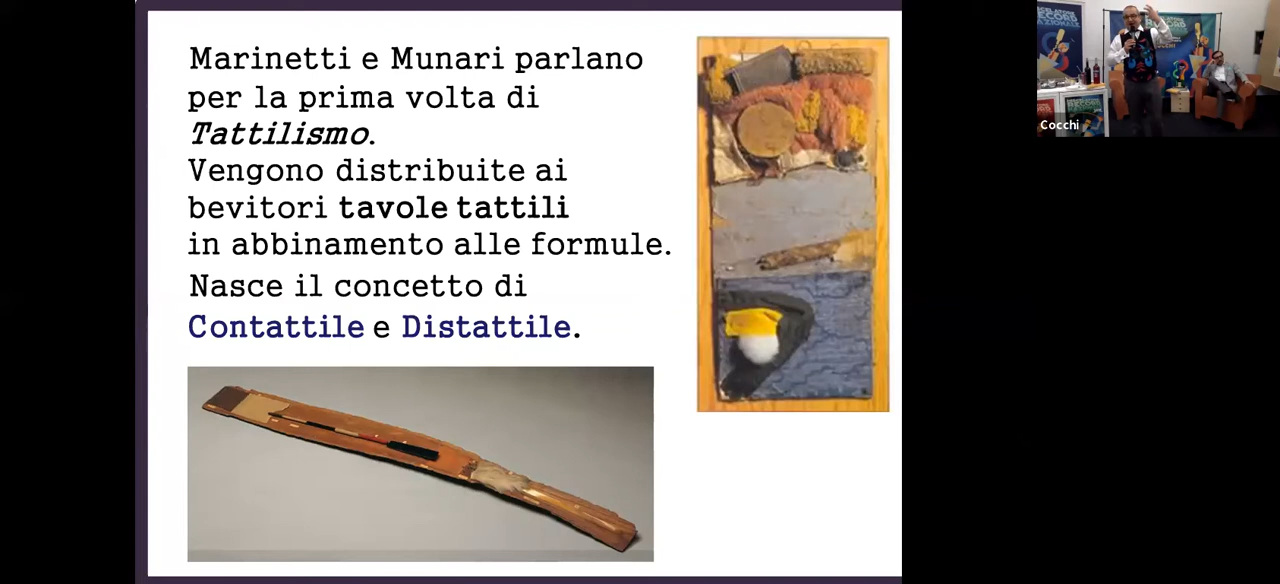 Marinetti e Munari parlano
per la prima volta di
Tattilismo.
Vengono distribuite ai
bevitori tavole tattili
in abbinamento alle formule.
Nasce il concetto di
Contattile e Distattile.
RECORD
Cocchi